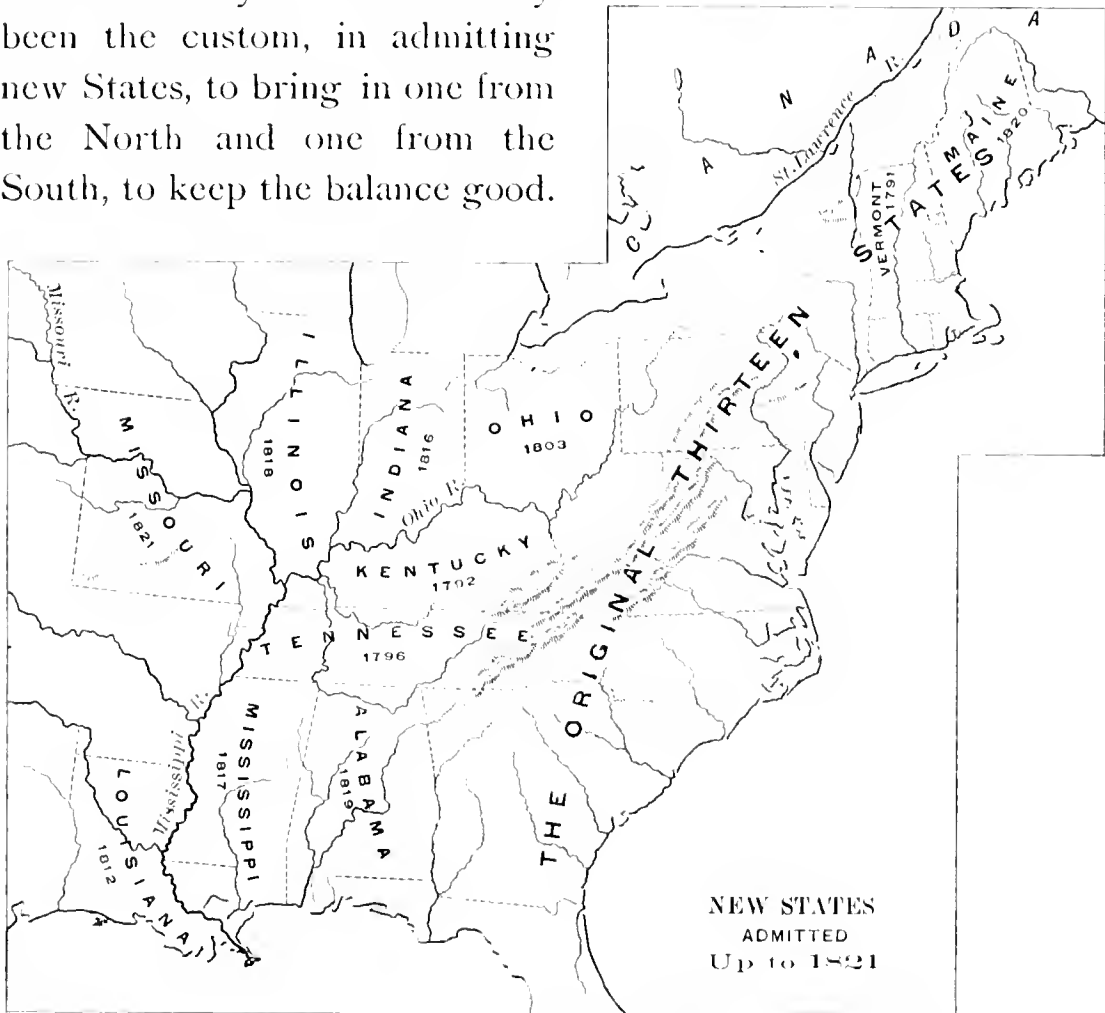 been the custom, in admitting
new States, to bring in one from
the North and one from the
South, to keep the balance good.
CANADA
St. Lawrence R.
MAINE
1820
VERMONT
1791
THE ORIGINAL THIRTEEN STATES
Missouri R.
MISSOURI
1821
ILLINOIS
1818
INDIANA
1816
OHIO
1803
Ohio R.
KENTUCKY
1792
TENNESSEE
1796
Mississippi R.
MISSISSIPPI
1817
ALABAMA
1819
LOUISIANA
1812
NEW STATES
ADMITTED
Up to 1821